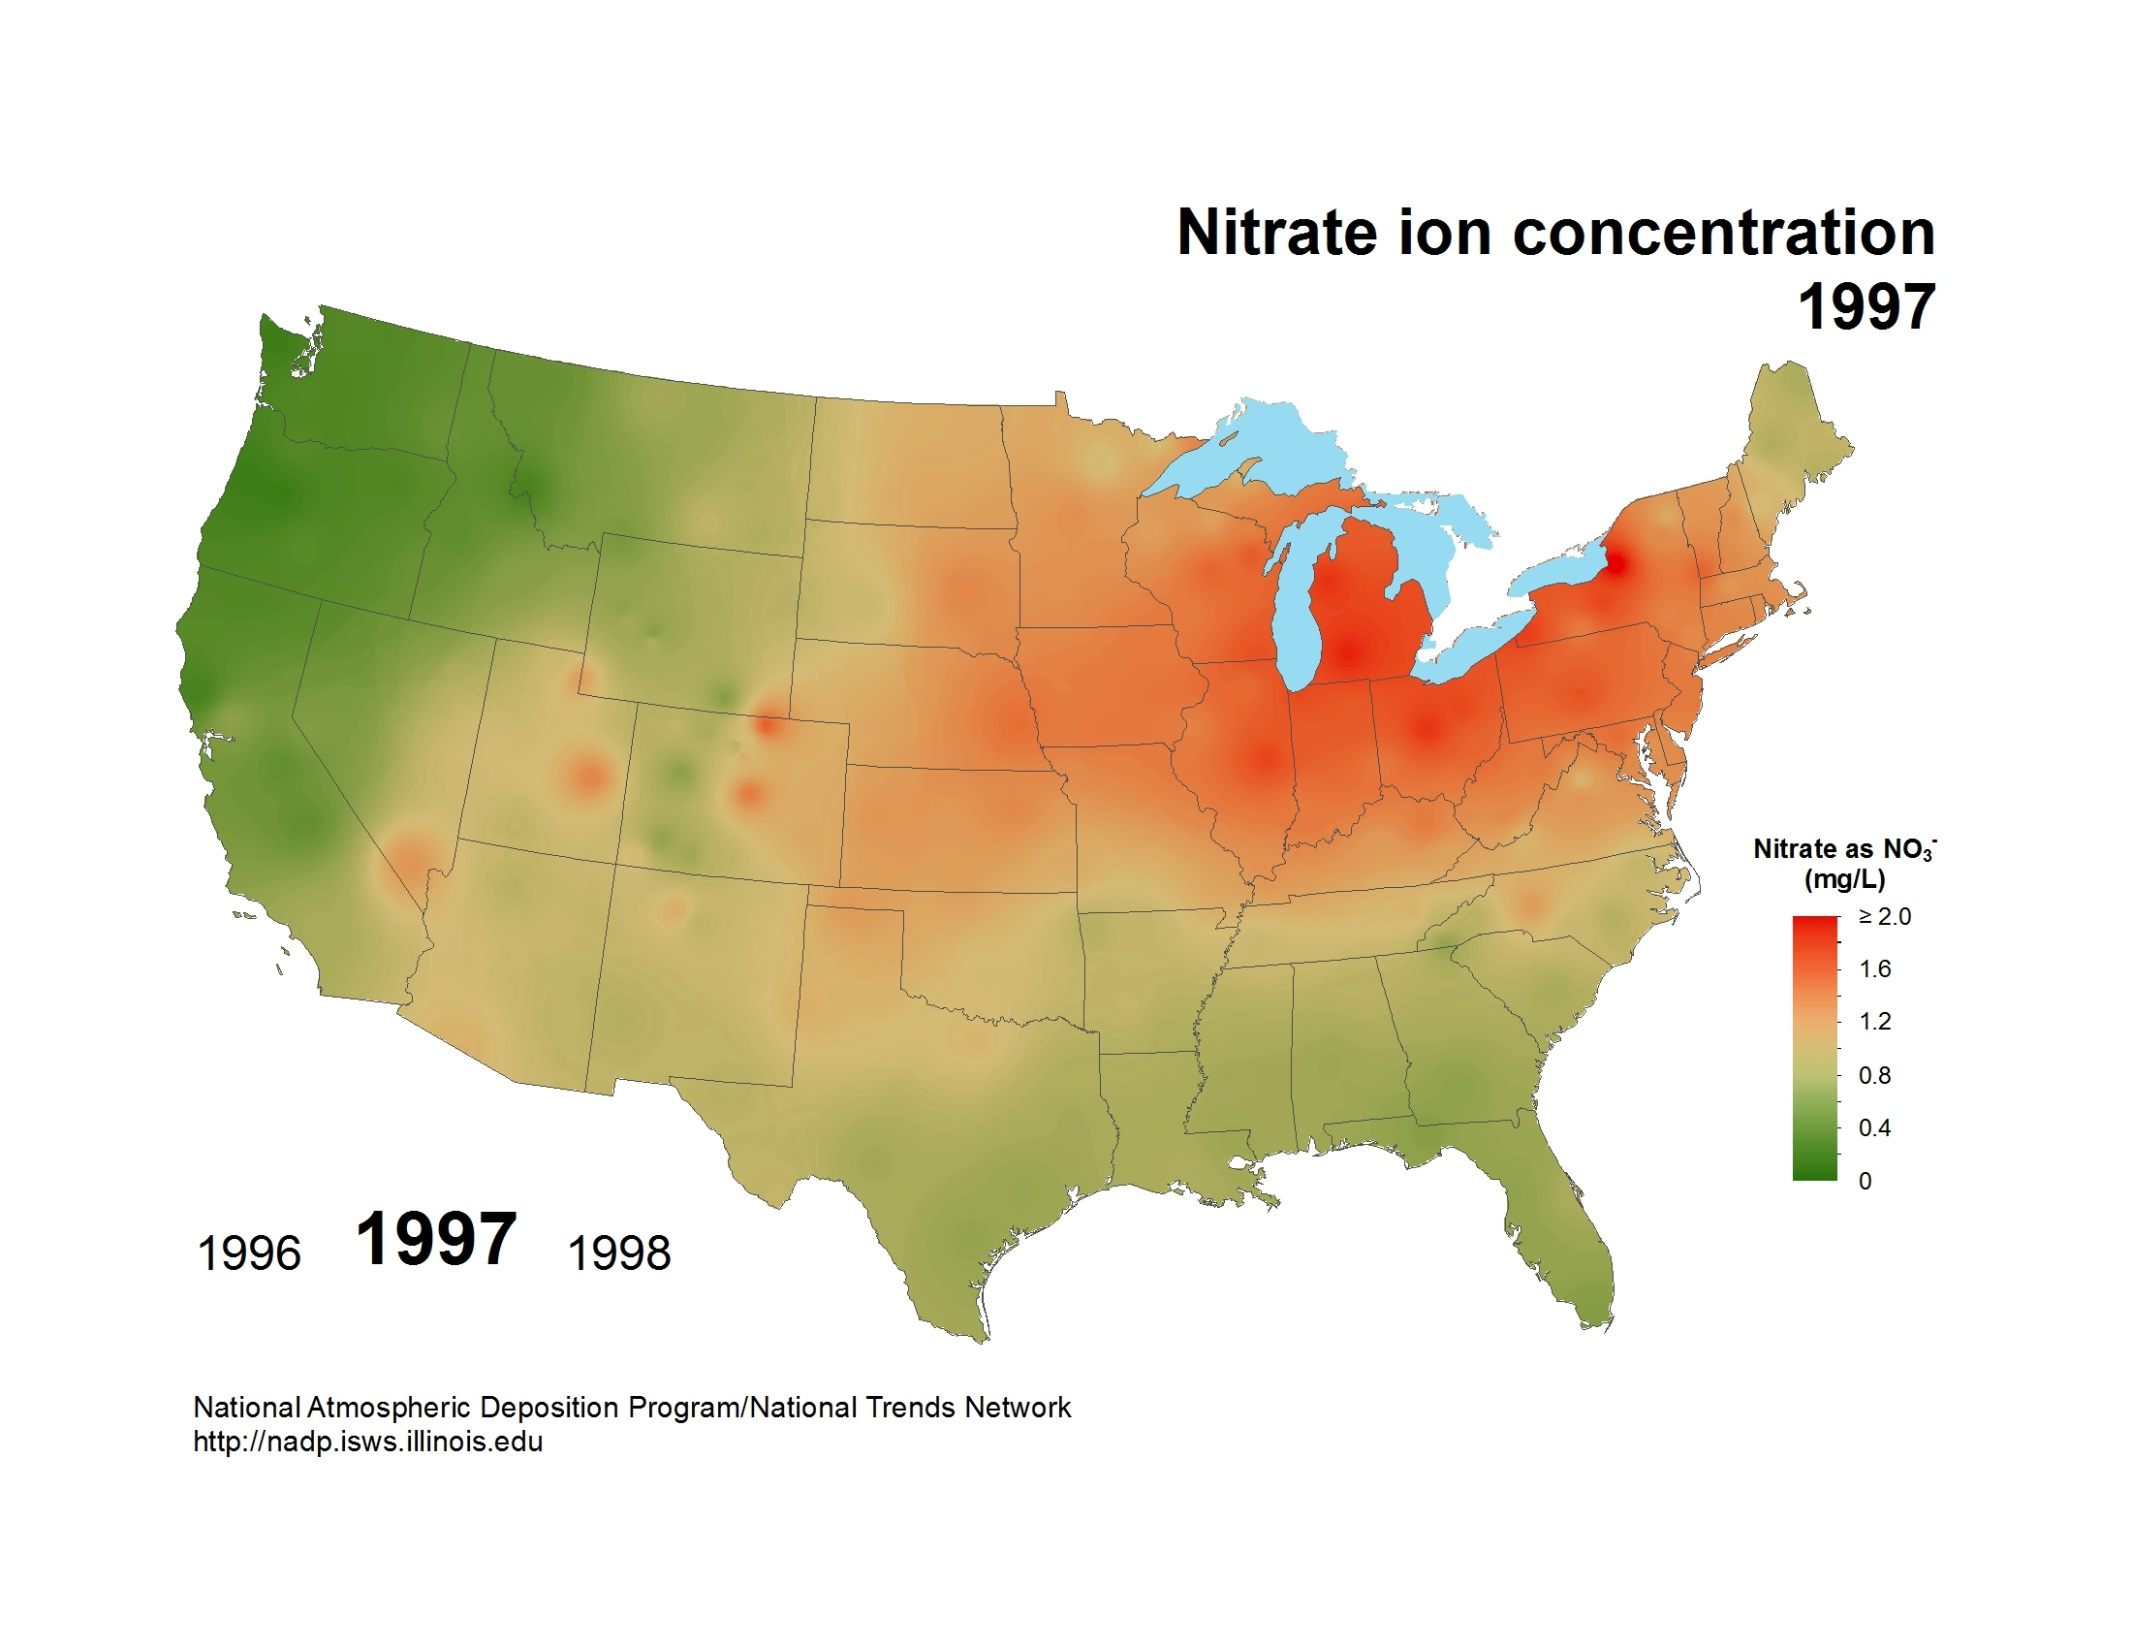 Nitrate ion concentration
1997
Nitrate as NO₃⁻
(mg/L)
≥ 2.0
1.6
1.2
0.8
0.4
0
1996 1997 1998
National Atmospheric Deposition Program/National Trends Network
http://nadp.isws.illinois.edu